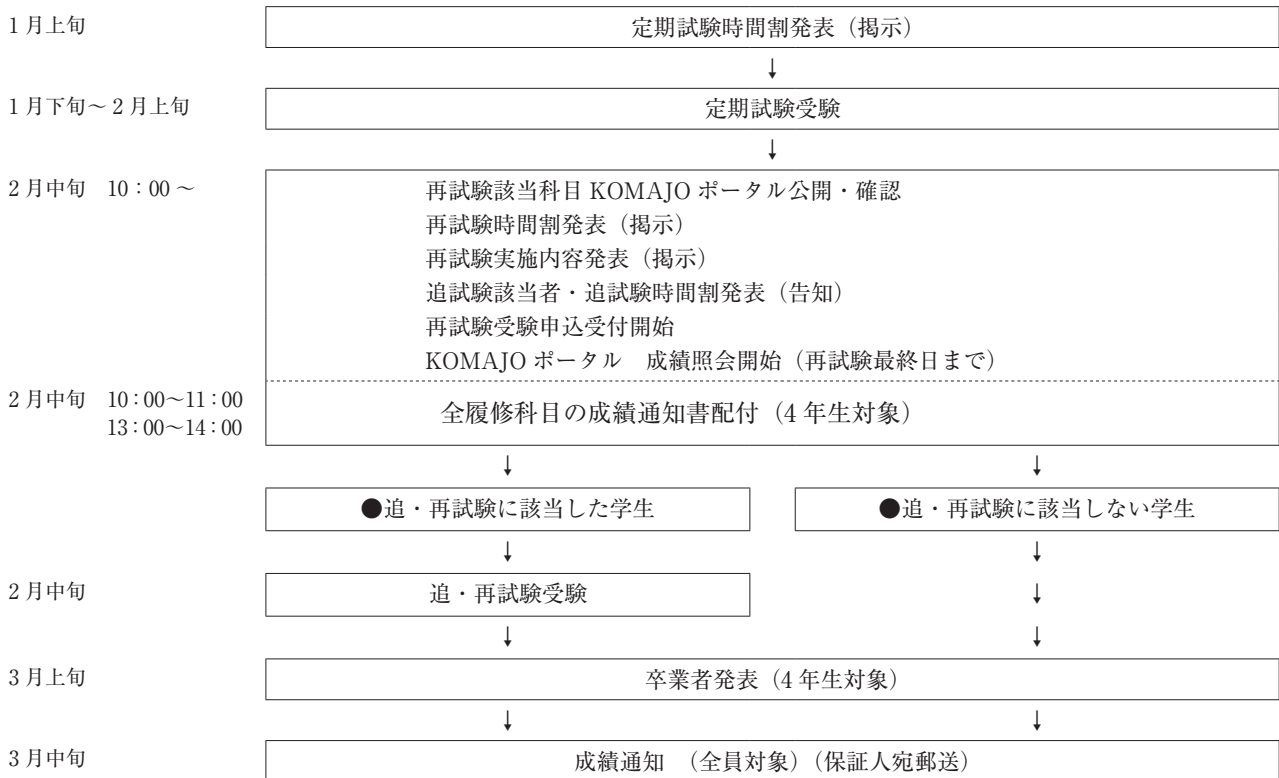 1月上旬
定期試験時間割発表（掲示）
↓
1月下旬～2月上旬
定期試験受験
↓
2月中旬　10：00～
再試験該当科目 KOMAJO ポータル公開・確認
再試験時間割発表（掲示）
再試験実施内容発表（掲示）
追試験該当者・追試験時間割発表（告知）
再試験受験申込受付開始
KOMAJO ポータル　成績照会開始（再試験最終日まで）
2月中旬　10：00～11：00
13：00～14：00
全履修科目の成績通知書配付（4年生対象）
↓　↓
●追・再試験に該当した学生
●追・再試験に該当しない学生
↓　↓
2月中旬
追・再試験受験
↓
↓　↓
3月上旬
卒業者発表（4年生対象）
↓　↓
3月中旬
成績通知　（全員対象）（保証人宛郵送）